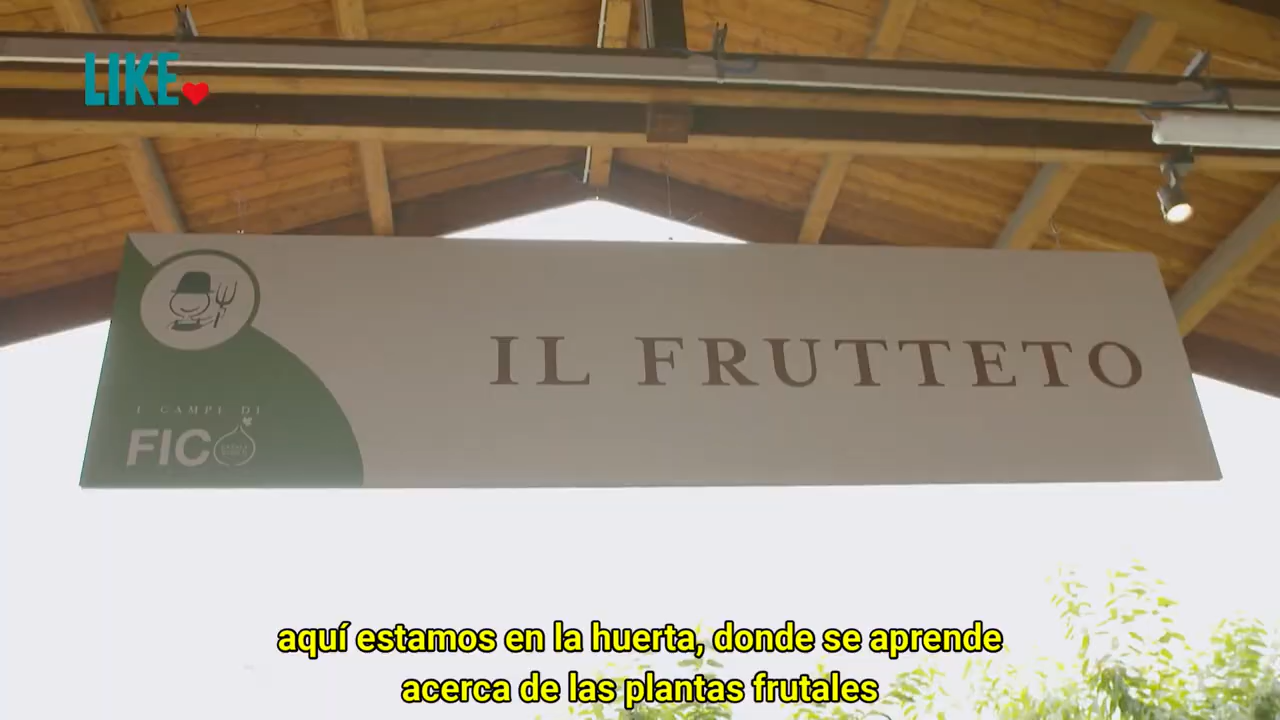 LIKE
IL FRUTTETO
I CAMPI DI
FICO
aquí estamos en la huerta, donde se aprende
acerca de las plantas frutales